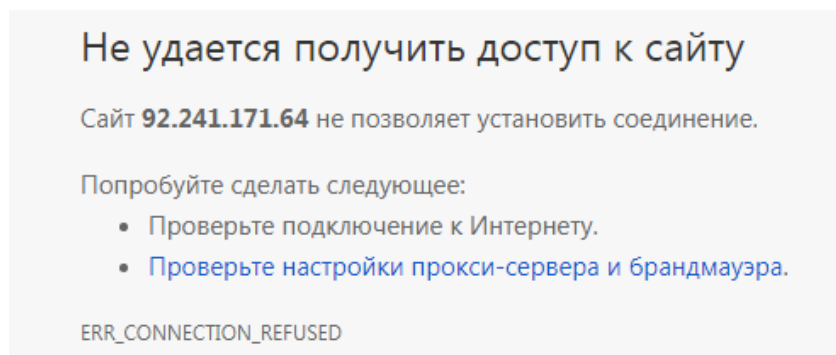 Не удается получить доступ к сайту
Сайт 92.241.171.64 не позволяет установить соединение.
Попробуйте сделать следующее:
• Проверьте подключение к Интернету.
• Проверьте настройки прокси-сервера и брандмауэра.
ERR_CONNECTION_REFUSED